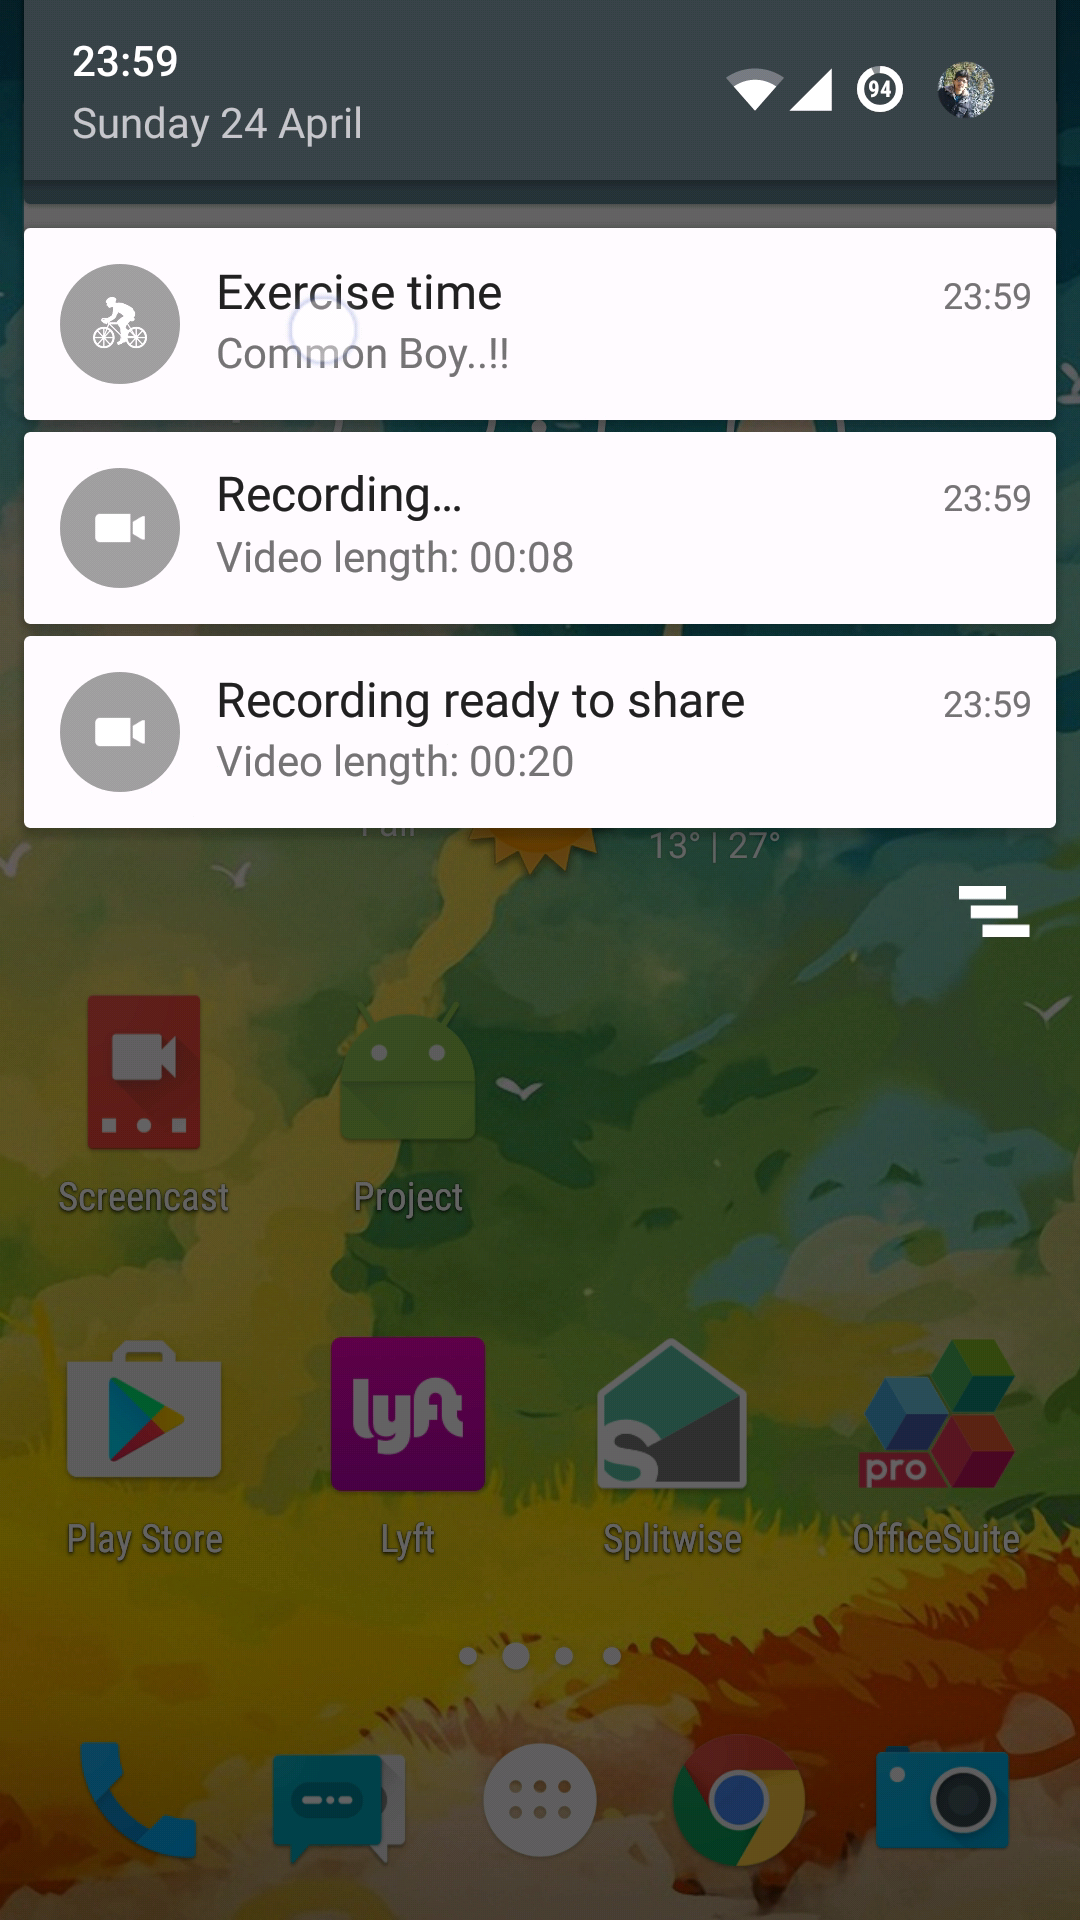 23:59
Sunday 24 April
94
Exercise time
23:59
Common Boy..!!
Recording...
23:59
Video length: 00:08
Recording ready to share
23:59
Video length: 00:20
13° | 27°
Screencast
Project
lyft
pro
Play Store
Lyft
Splitwise
OfficeSuite